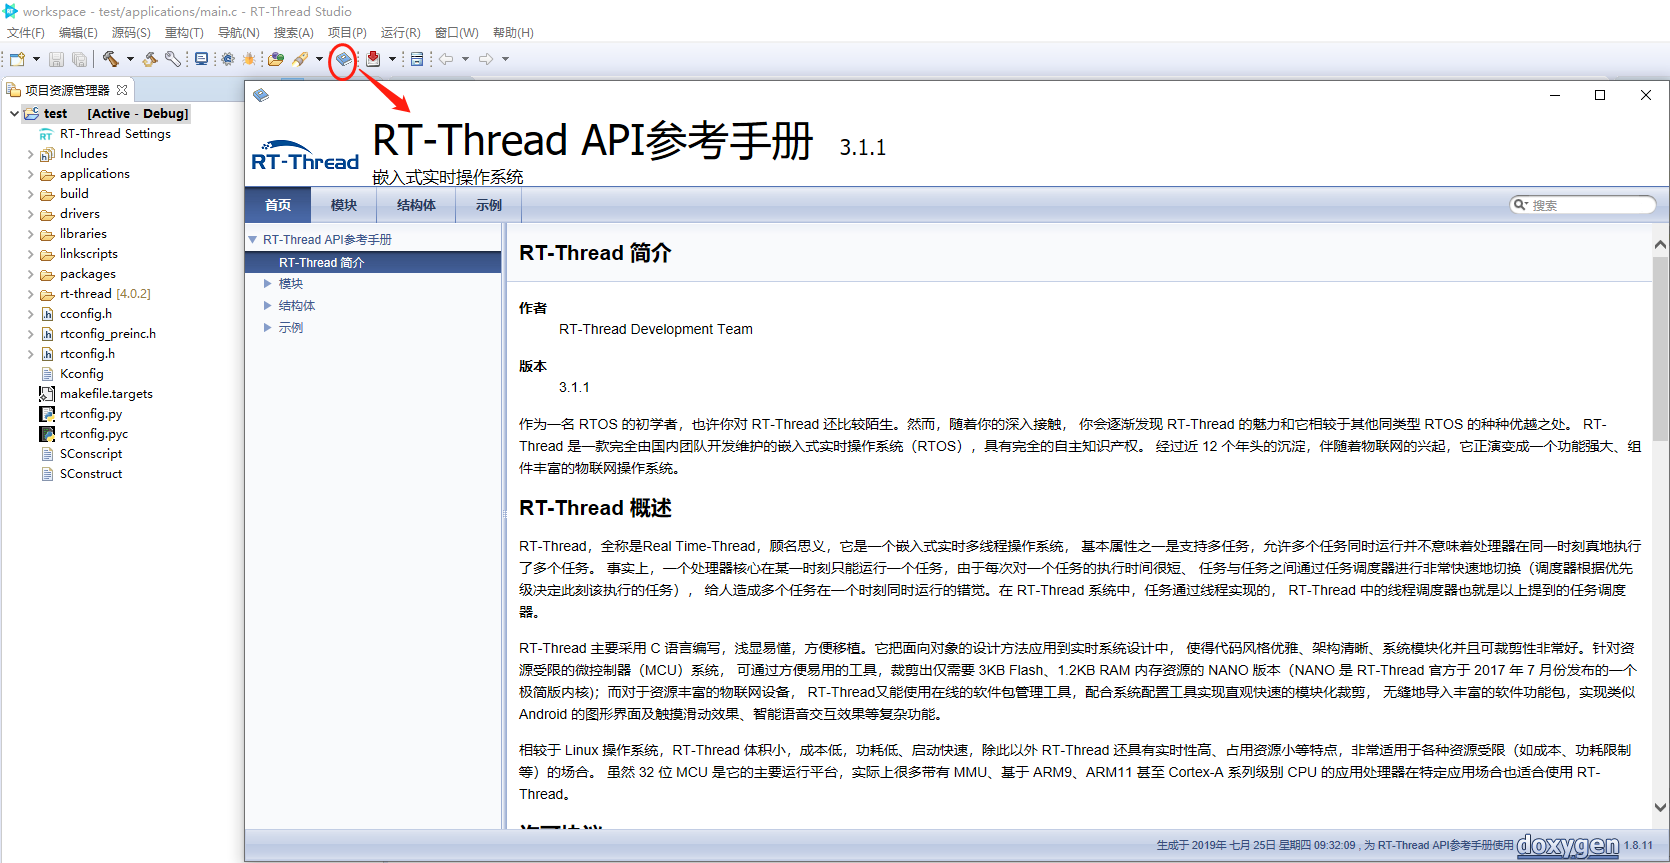 workspace - test/applications/main.c - RT-Thread Studio
文件(F) 编辑(E) 源码(S) 重构(T) 导航(N) 搜索(A) 项目(P) 运行(R) 窗口(W) 帮助(H)
项目资源管理器
test [Active - Debug]
RT-Thread Settings
Includes
applications
build
drivers
libraries
linkscripts
packages
rt-thread [4.0.2]
cconfig.h
rtconfig_preinc.h
rtconfig.h
Kconfig
makefile.targets
rtconfig.py
rtconfig.pyc
SConscript
SConstruct
RT-Thread
RT-Thread API参考手册 3.1.1
嵌入式实时操作系统
首页 模块 结构体 示例
搜索
RT-Thread API参考手册
RT-Thread 简介
模块
结构体
示例
RT-Thread 简介
作者
RT-Thread Development Team
版本
3.1.1
作为一名 RTOS 的初学者，也许你对 RT-Thread 还比较陌生。然而，随着你的深入接触， 你会逐渐发现 RT-Thread 的魅力和它相较于其他同类型 RTOS 的种种优越之处。 RT-
Thread 是一款完全由国内团队开发维护的嵌入式实时操作系统（RTOS），具有完全的自主知识产权。 经过近 12 个年头的沉淀，伴随着物联网的兴起，它正演变成一个功能强大、组
件丰富的物联网操作系统。
RT-Thread 概述
RT-Thread，全称是Real Time-Thread，顾名思义，它是一个嵌入式实时多线程操作系统， 基本属性之一是支持多任务，允许多个任务同时运行并不意味着处理器在同一时刻真地执行
了多个任务。 事实上，一个处理器核心在某一时刻只能运行一个任务，由于每次对一个任务的执行时间很短、 任务与任务之间通过任务调度器进行非常快速地切换（调度器根据优先
级决定此刻该执行的任务）， 给人造成多个任务在一个时刻同时运行的错觉。在 RT-Thread 系统中，任务通过线程实现的， RT-Thread 中的线程调度器也就是以上提到的任务调度
器。
RT-Thread 主要采用 C 语言编写，浅显易懂，方便移植。它把面向对象的设计方法应用到实时系统设计中， 使得代码风格优雅、架构清晰、系统模块化并且可裁剪性非常好。针对资
源受限的微控制器（MCU）系统， 可通过方便易用的工具，裁剪出仅需要 3KB Flash、1.2KB RAM 内存资源的 NANO 版本（NANO 是 RT-Thread 官方于 2017 年 7 月份发布的一个
极简版内核)；而对于资源丰富的物联网设备， RT-Thread又能使用在线的软件包管理工具，配合系统配置工具实现直观快速的模块化裁剪， 无缝地导入丰富的软件功能包，实现类似
Android 的图形界面及触摸滑动效果、智能语音交互效果等复杂功能。
相较于 Linux 操作系统，RT-Thread 体积小，成本低，功耗低、启动快速，除此以外 RT-Thread 还具有实时性高、占用资源小等特点，非常适用于各种资源受限（如成本、功耗限制
等）的场合。 虽然 32 位 MCU 是它的主要运行平台，实际上很多带有 MMU、基于 ARM9、ARM11 甚至 Cortex-A 系列级别 CPU 的应用处理器在特定应用场合也适合使用 RT-
Thread。
许可协议
生成于 2019年 七月 25日 星期四 09:32:09 , 为 RT-Thread API参考手册使用 doxygen 1.8.11